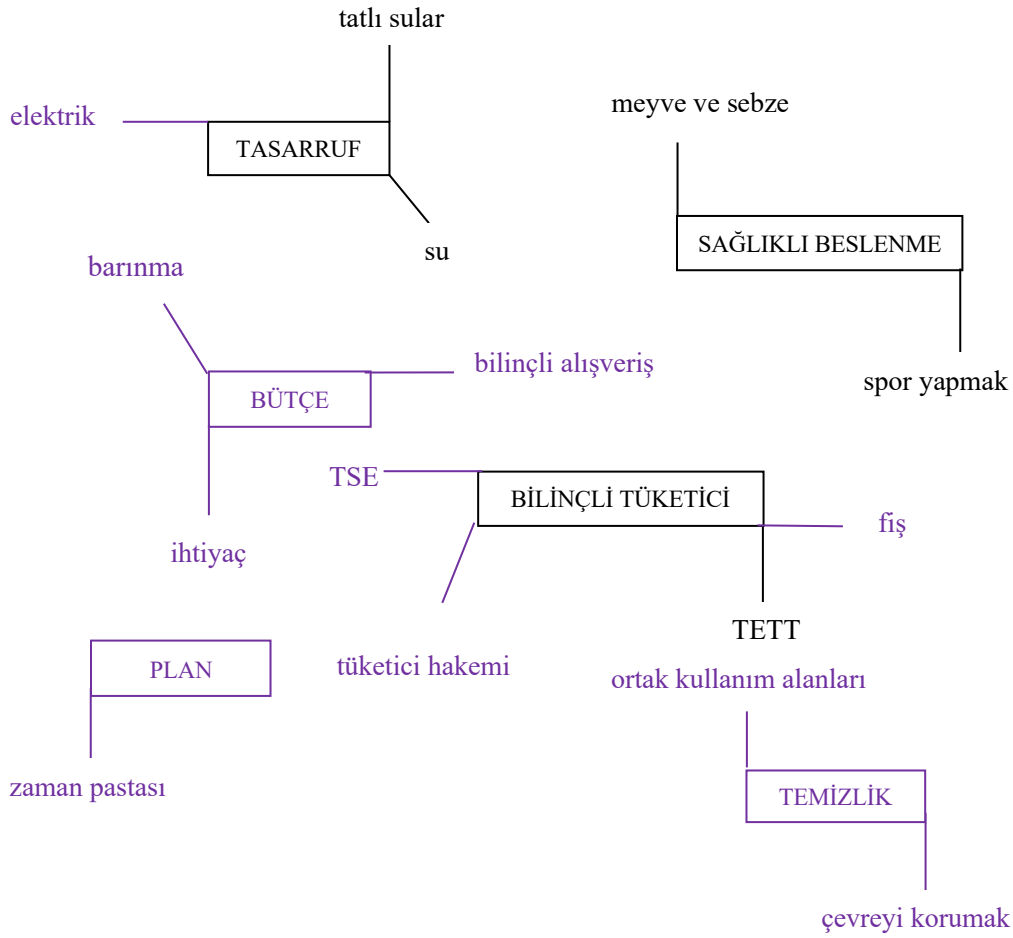 tatlı sular
elektrik
TASARRUF
su
meyve ve sebze
SAĞLIKLI BESLENME
spor yapmak
barınma
bilinçli alışveriş
BÜTÇE
ihtiyaç
TSE
BİLİNÇLİ TÜKETİCİ
fiş
tüketici hakemi
TETT
PLAN
zaman pastası
ortak kullanım alanları
TEMİZLİK
çevreyi korumak